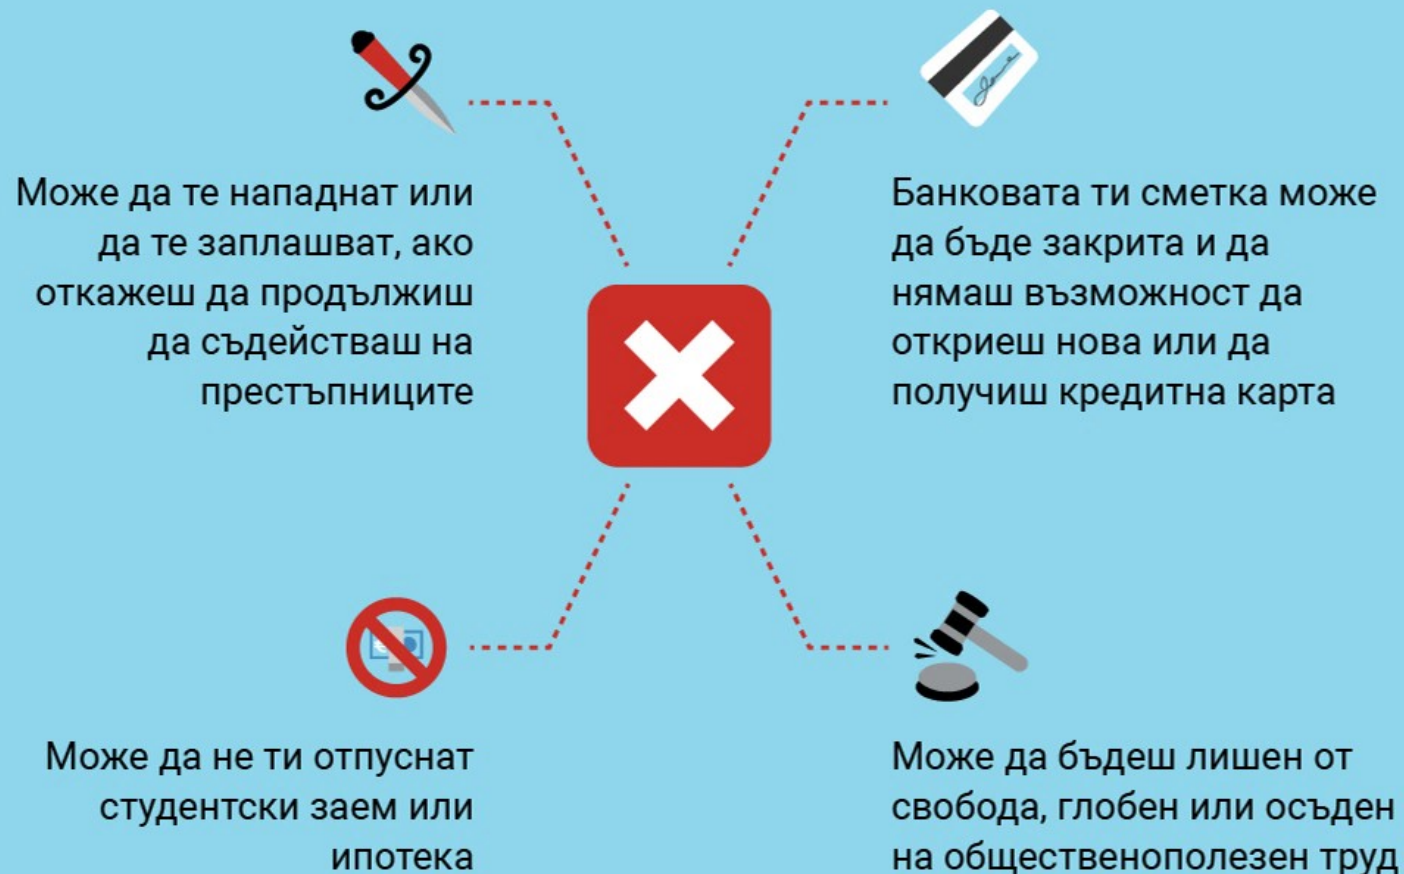 Може да те нападнат или
да те заплашват, ако
откажеш да продължиш
да съдействаш на
престъпниците
Банковата ти сметка може
да бъде закрита и да
нямаш възможност да
откриеш нова или да
получиш кредитна карта
Може да не ти отпуснат
студентски заем или
ипотека
Може да бъдеш лишен от
свобода, глобен или осъден
на общественополезен труд